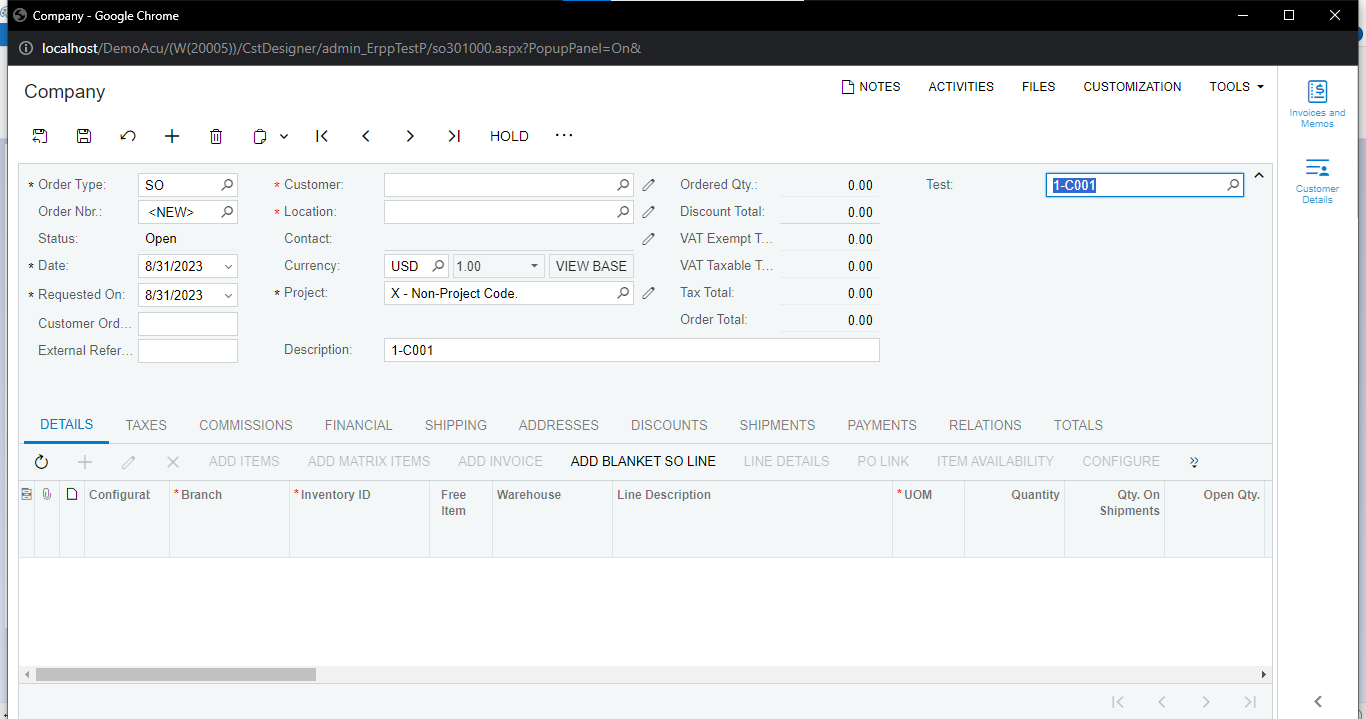 Company - Google Chrome
localhost/DemoAcu/(W(20005))/CstDesigner/admin_ErppTestP/so301000.aspx?PopupPanel=On&
Company
NOTES ACTIVITIES FILES CUSTOMIZATION TOOLS
HOLD ...
Invoices and
Memos
Customer
Details
* Order Type: SO
Order Nbr.: <NEW>
Status: Open
* Date: 8/31/2023
* Requested On: 8/31/2023
Customer Ord...
External Refer...
* Customer:
* Location:
Contact:
Currency: USD 1.00 VIEW BASE
* Project: X - Non-Project Code.
Description: 1-C001
Ordered Qty.: 0.00
Discount Total: 0.00
VAT Exempt T... 0.00
VAT Taxable T... 0.00
Tax Total: 0.00
Order Total: 0.00
Test: 1-C001
DETAILS TAXES COMMISSIONS FINANCIAL SHIPPING ADDRESSES DISCOUNTS SHIPMENTS PAYMENTS RELATIONS TOTALS
ADD ITEMS ADD MATRIX ITEMS ADD INVOICE ADD BLANKET SO LINE LINE DETAILS PO LINK ITEM AVAILABILITY CONFIGURE
Configurat *Branch *Inventory ID Free Warehouse Line Description *UOM Quantity Qty. On Open Qty.
Item Shipments